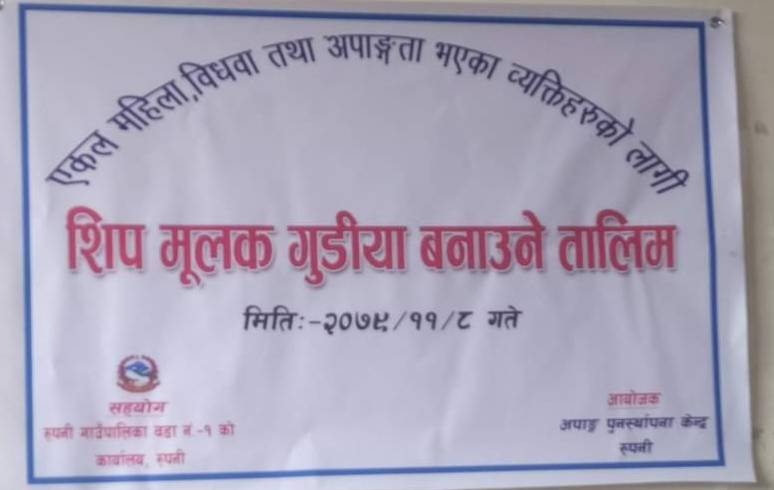 एकल महिला,विधवा तथा अपाङ्गता भएका व्यक्तिहरुको लागी
शिप मूलक गुडीया बनाउने तालिम
मिति:-२०७९/११/८ गते
सहयोग
रुपनी गाउँपालिका वडा नं.-१ को
कार्यालय, रुपनी
आयोजक
अपाङ्ग पुनर्स्थापना केन्द्र
रुपनी